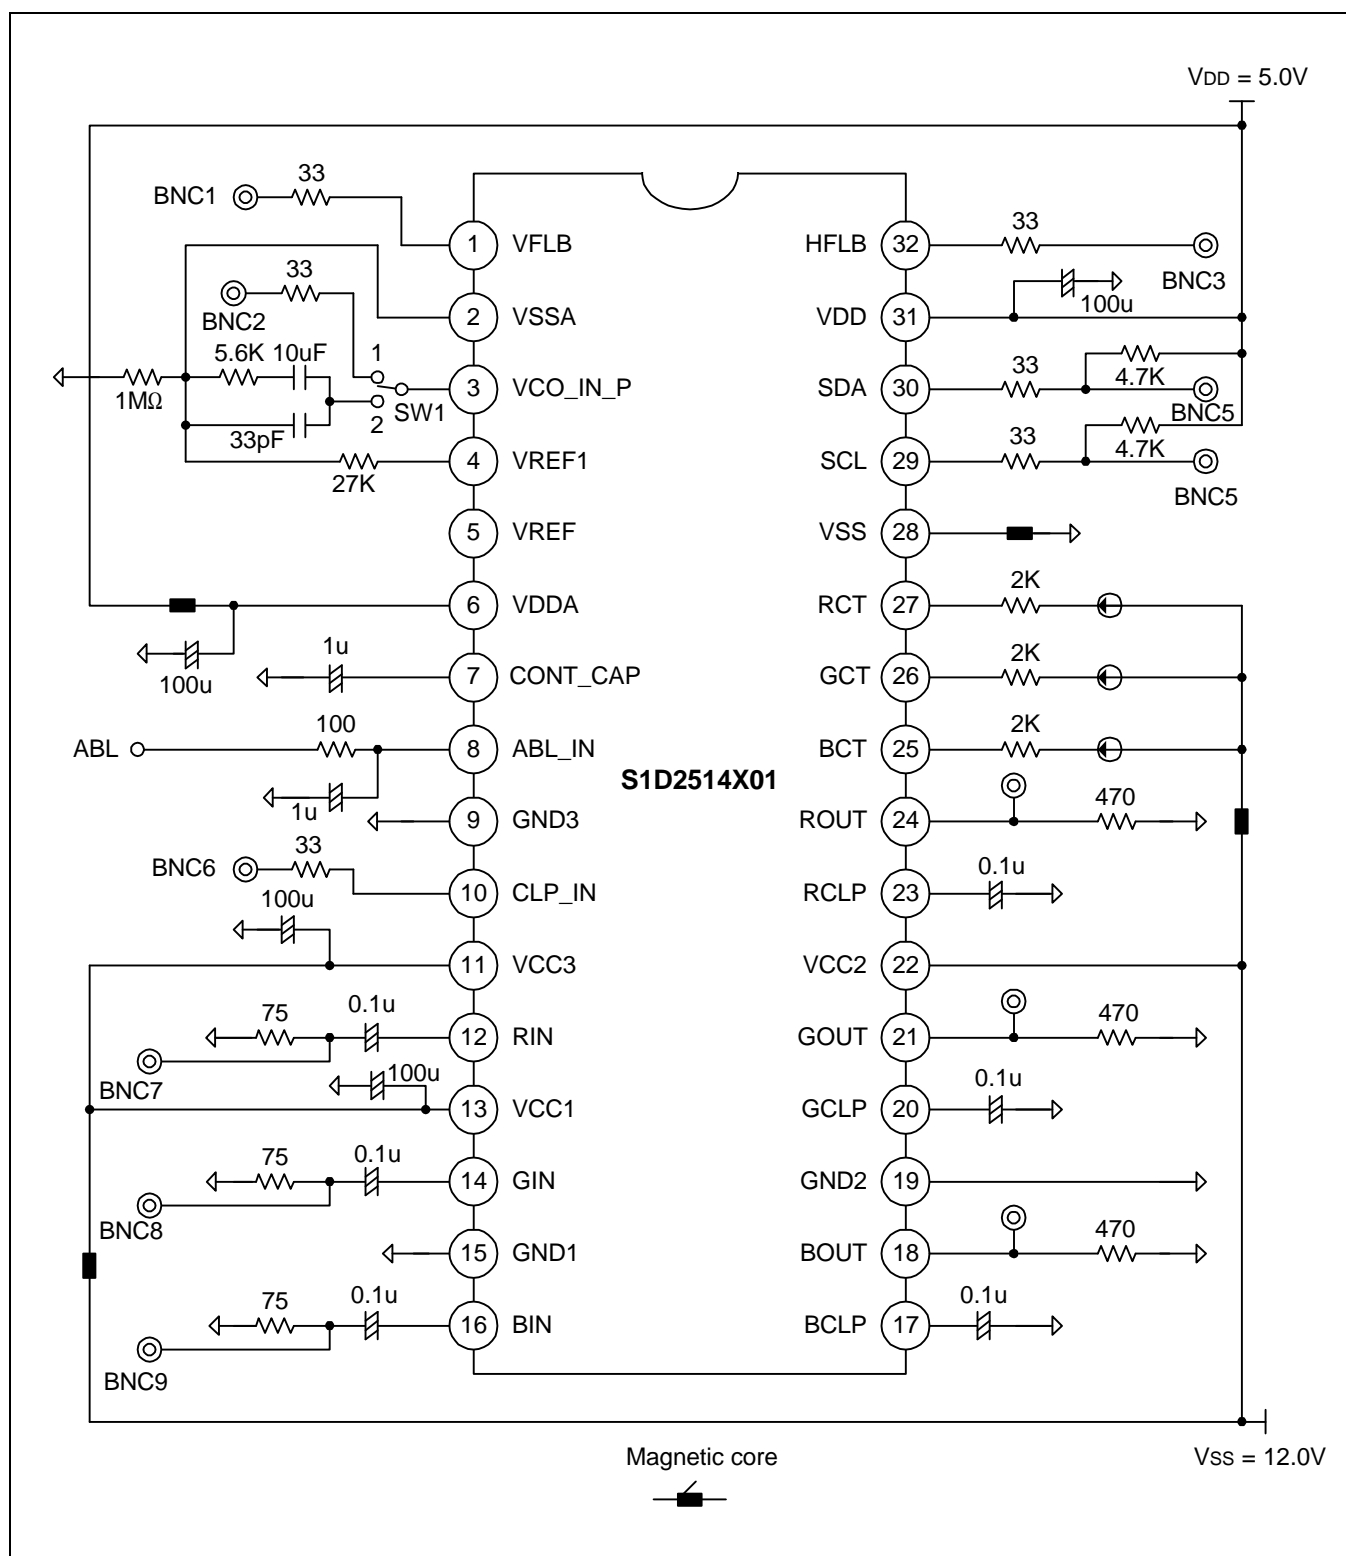 VDD = 5.0V
BNC1
33
1
VFLB
HFLB
32
33
BNC3
33
BNC2
2
VSSA
VDD
31
100u
1MΩ
5.6K
10uF
33pF
1
2
SW1
3
VCO_IN_P
SDA
30
33
4.7K
BNC5
27K
4
VREF1
SCL
29
33
4.7K
BNC5
5
VREF
VSS
28
6
VDDA
RCT
27
2K
100u
1u
7
CONT_CAP
GCT
26
2K
ABL
100
8
ABL_IN
BCT
25
2K
S1D2514X01
1u
9
GND3
ROUT
24
470
BNC6
33
10
CLP_IN
RCLP
23
0.1u
100u
11
VCC3
VCC2
22
75
0.1u
12
RIN
GOUT
21
470
BNC7
100u
13
VCC1
GCLP
20
0.1u
75
0.1u
14
GIN
GND2
19
BNC8
15
GND1
BOUT
18
470
75
0.1u
16
BIN
BCLP
17
0.1u
BNC9
Magnetic core
VSS = 12.0V